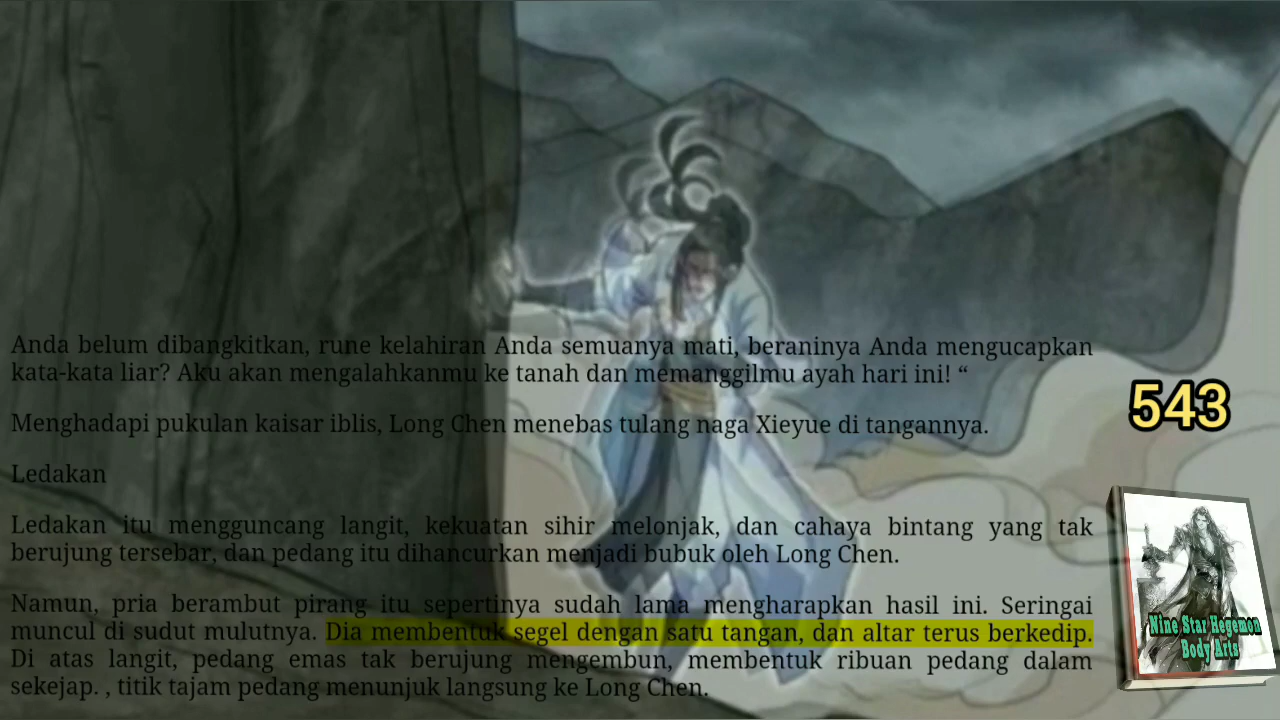 Anda belum dibangkitkan, rune kelahiran Anda semuanya mati, beraninya Anda mengucapkan
kata-kata liar? Aku akan mengalahkanmu ke tanah dan memanggilmu ayah hari ini! “
Menghadapi pukulan kaisar iblis, Long Chen menebas tulang naga Xieyue di tangannya.
Ledakan
Ledakan itu mengguncang langit, kekuatan sihir melonjak, dan cahaya bintang yang tak
berujung tersebar, dan pedang itu dihancurkan menjadi bubuk oleh Long Chen.
Namun, pria berambut pirang itu sepertinya sudah lama mengharapkan hasil ini. Seringai
muncul di sudut mulutnya. Dia membentuk segel dengan satu tangan, dan altar terus berkedip.
Di atas langit, pedang emas tak berujung mengembun, membentuk ribuan pedang dalam
sekejap. , titik tajam pedang menunjuk langsung ke Long Chen.
543
Nine Star Hegemon
Body Arts